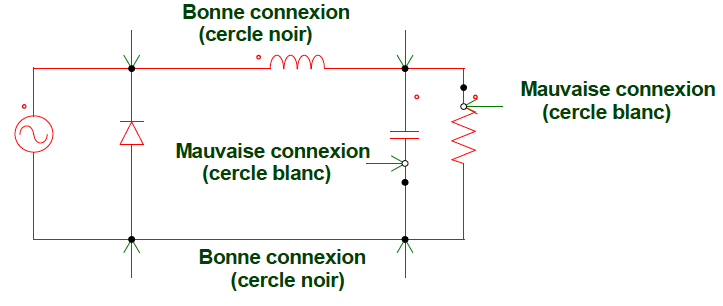 Bonne connexion
(cercle noir)
Mauvaise connexion
(cercle blanc)
Mauvaise connexion
(cercle blanc)
Bonne connexion
(cercle noir)